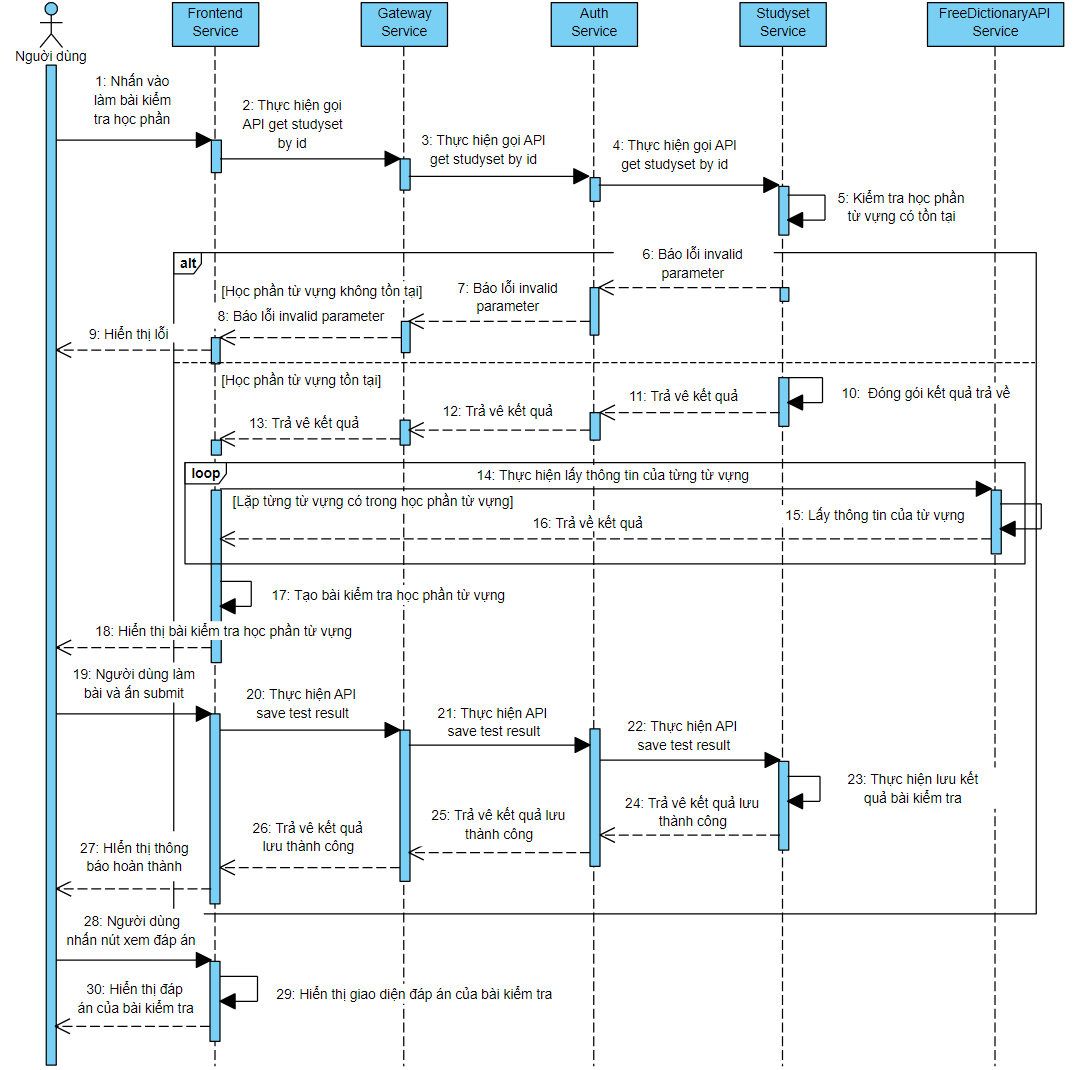 Người dùng
Frontend
Service
Gateway
Service
Auth
Service
Studyset
Service
FreeDictionaryAPI
Service
1: Nhấn vào
làm bài kiểm
tra học phần
2: Thực hiện gọi
API get studyset
by id
3: Thực hiện gọi API
get studyset by id
4: Thực hiện gọi API
get studyset by id
5: Kiểm tra học phần
từ vựng có tồn tại
alt
6: Báo lỗi invalid
parameter
[Học phần từ vựng không tồn tại]
7: Báo lỗi invalid
parameter
8: Báo lỗi invalid parameter
9: Hiển thị lỗi
[Học phần từ vựng tồn tại]
10: Đóng gói kết quả trả về
11: Trả vê kết quả
12: Trả vê kết quả
13: Trả vê kết quả
loop
14: Thực hiện lấy thông tin của từng từ vựng
[Lặp từng từ vựng có trong học phần từ vựng]
15: Lấy thông tin của từ vựng
16: Trả về kết quả
17: Tạo bài kiểm tra học phần từ vựng
18: Hiển thị bài kiểm tra học phần từ vựng
19: Người dùng làm
bài và ấn submit
20: Thực hiện API
save test result
21: Thực hiện API
save test result
22: Thực hiện API
save test result
23: Thực hiện lưu kết
quả bài kiểm tra
24: Trả vê kết quả lưu
thành công
25: Trả vê kết quả lưu
thành công
26: Trả vê kết quả
lưu thành công
27: HIển thị thông
báo hoàn thành
28: Người dùng
nhấn nút xem đáp án
29: Hiển thị giao diện đáp án của bài kiểm tra
30: Hiển thị đáp
án của bài kiểm tra